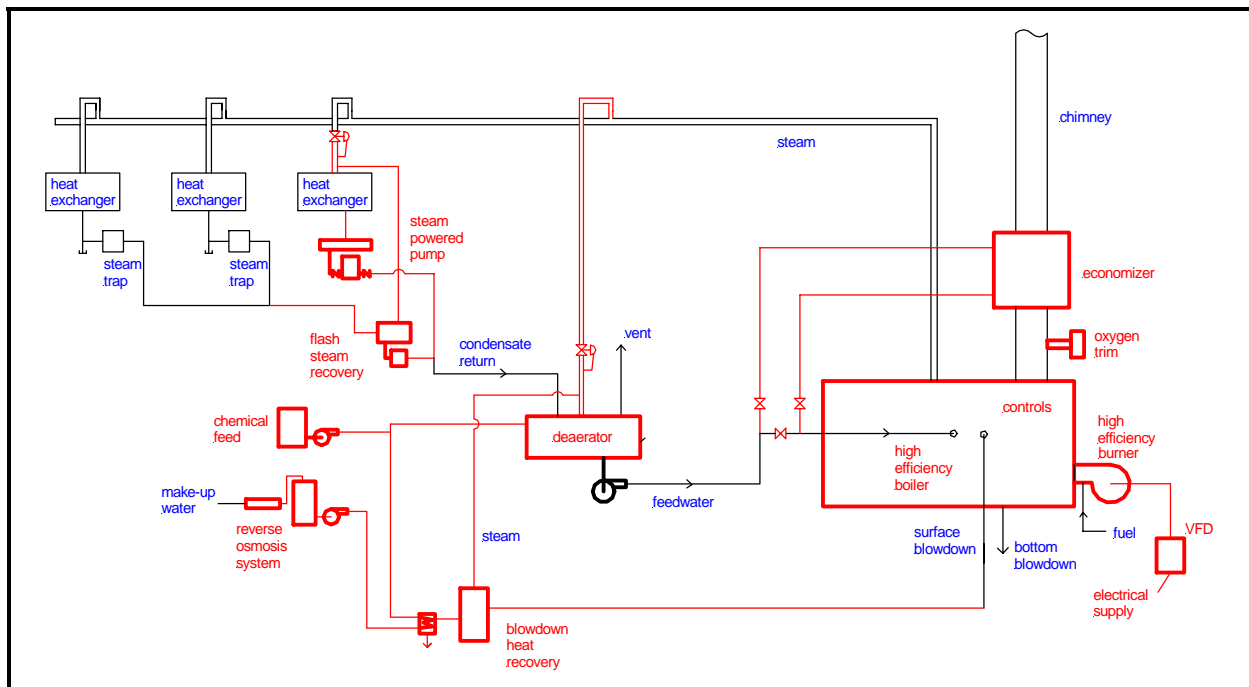 chimney
steam
heat
exchanger
heat
exchanger
heat
exchanger
steam
powered
pump
steam
trap
steam
trap
economizer
flash
steam
recovery
condensate
return
vent
oxygen
trim
controls
chemical
feed
deaerator
high
efficiency
boiler
high
efficiency
burner
make-up
water
reverse
osmosis
system
feedwater
steam
surface
blowdown
bottom
blowdown
fuel
VFD
electrical
supply
blowdown
heat
recovery